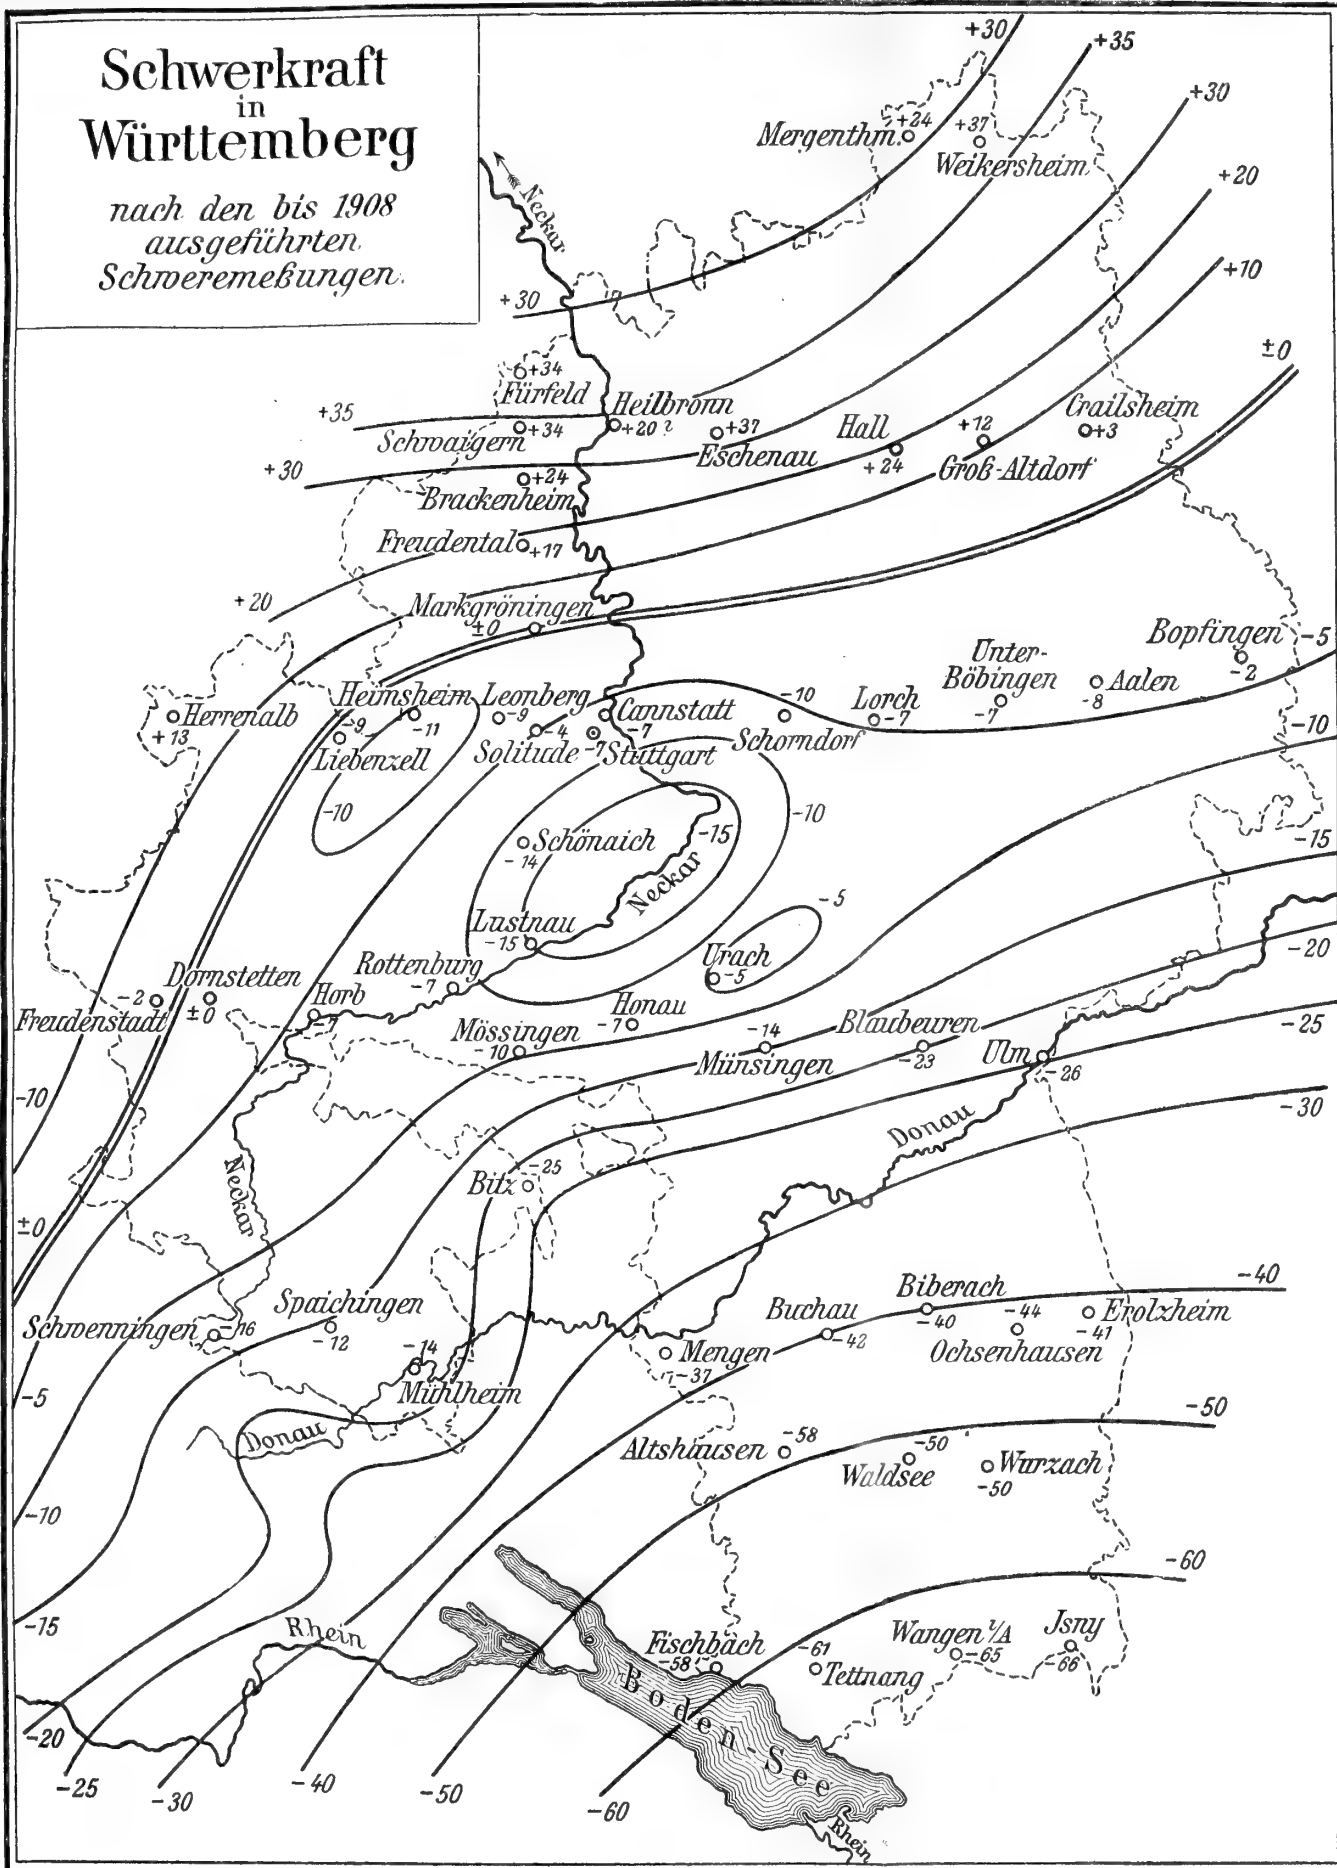 Schwerkraft
in
Württemberg
nach den bis 1908
ausgeführten
Schweremeßungen.
+30
+35
+30
+20
+10
±0
Neckar
+24
Mergenthm.
+37
Weikersheim
+30
+34
Fürfeld
+35
Heilbronn
+20?
Schwaigern
+34
+37
Eschenau
Hall
+24
+12
Groß-Altdorf
Crailsheim
+3
+30
+24
Brackenheim
Freudental
+17
+20
Markgröningen
±0
Bopfingen
-2
-5
Unter-
Böbingen
-7
Aalen
-8
Heimsheim
-11
Leonberg
-9
Cannstatt
-7
-10
Schorndorf
Lorch
-7
Herrenalb
+13
-9
Liebenzell
Solitude
-4
-7
Stuttgart
-10
-10
-10
Schönaich
-14
-15
-15
Neckar
Lustnau
-15
-5
Urach
-5
-20
Rottenburg
-7
Dornstetten
±0
-2
Freudenstadt
Horb
-7
Honau
-7
Mössingen
-10
-14
Münsingen
Blaubeuren
-23
Ulm
-26
-25
-10
-30
Donau
Neckar
-25
Bitz
±0
-40
Spaichingen
-12
Schwenningen
-16
Buchau
-42
Biberach
-40
-44
Ochsenhausen
Erolzheim
-41
-14
Mühlheim
Mengen
-37
-5
Donau
-50
Altshausen
-58
-50
Waldsee
Wurzach
-50
-10
-60
-15
Rhein
Fischbach
-58
-61
Tettnang
Wangen i/A
-65
Jsny
-66
Boden-See
-20
-25
-30
-40
-50
-60
Rhein